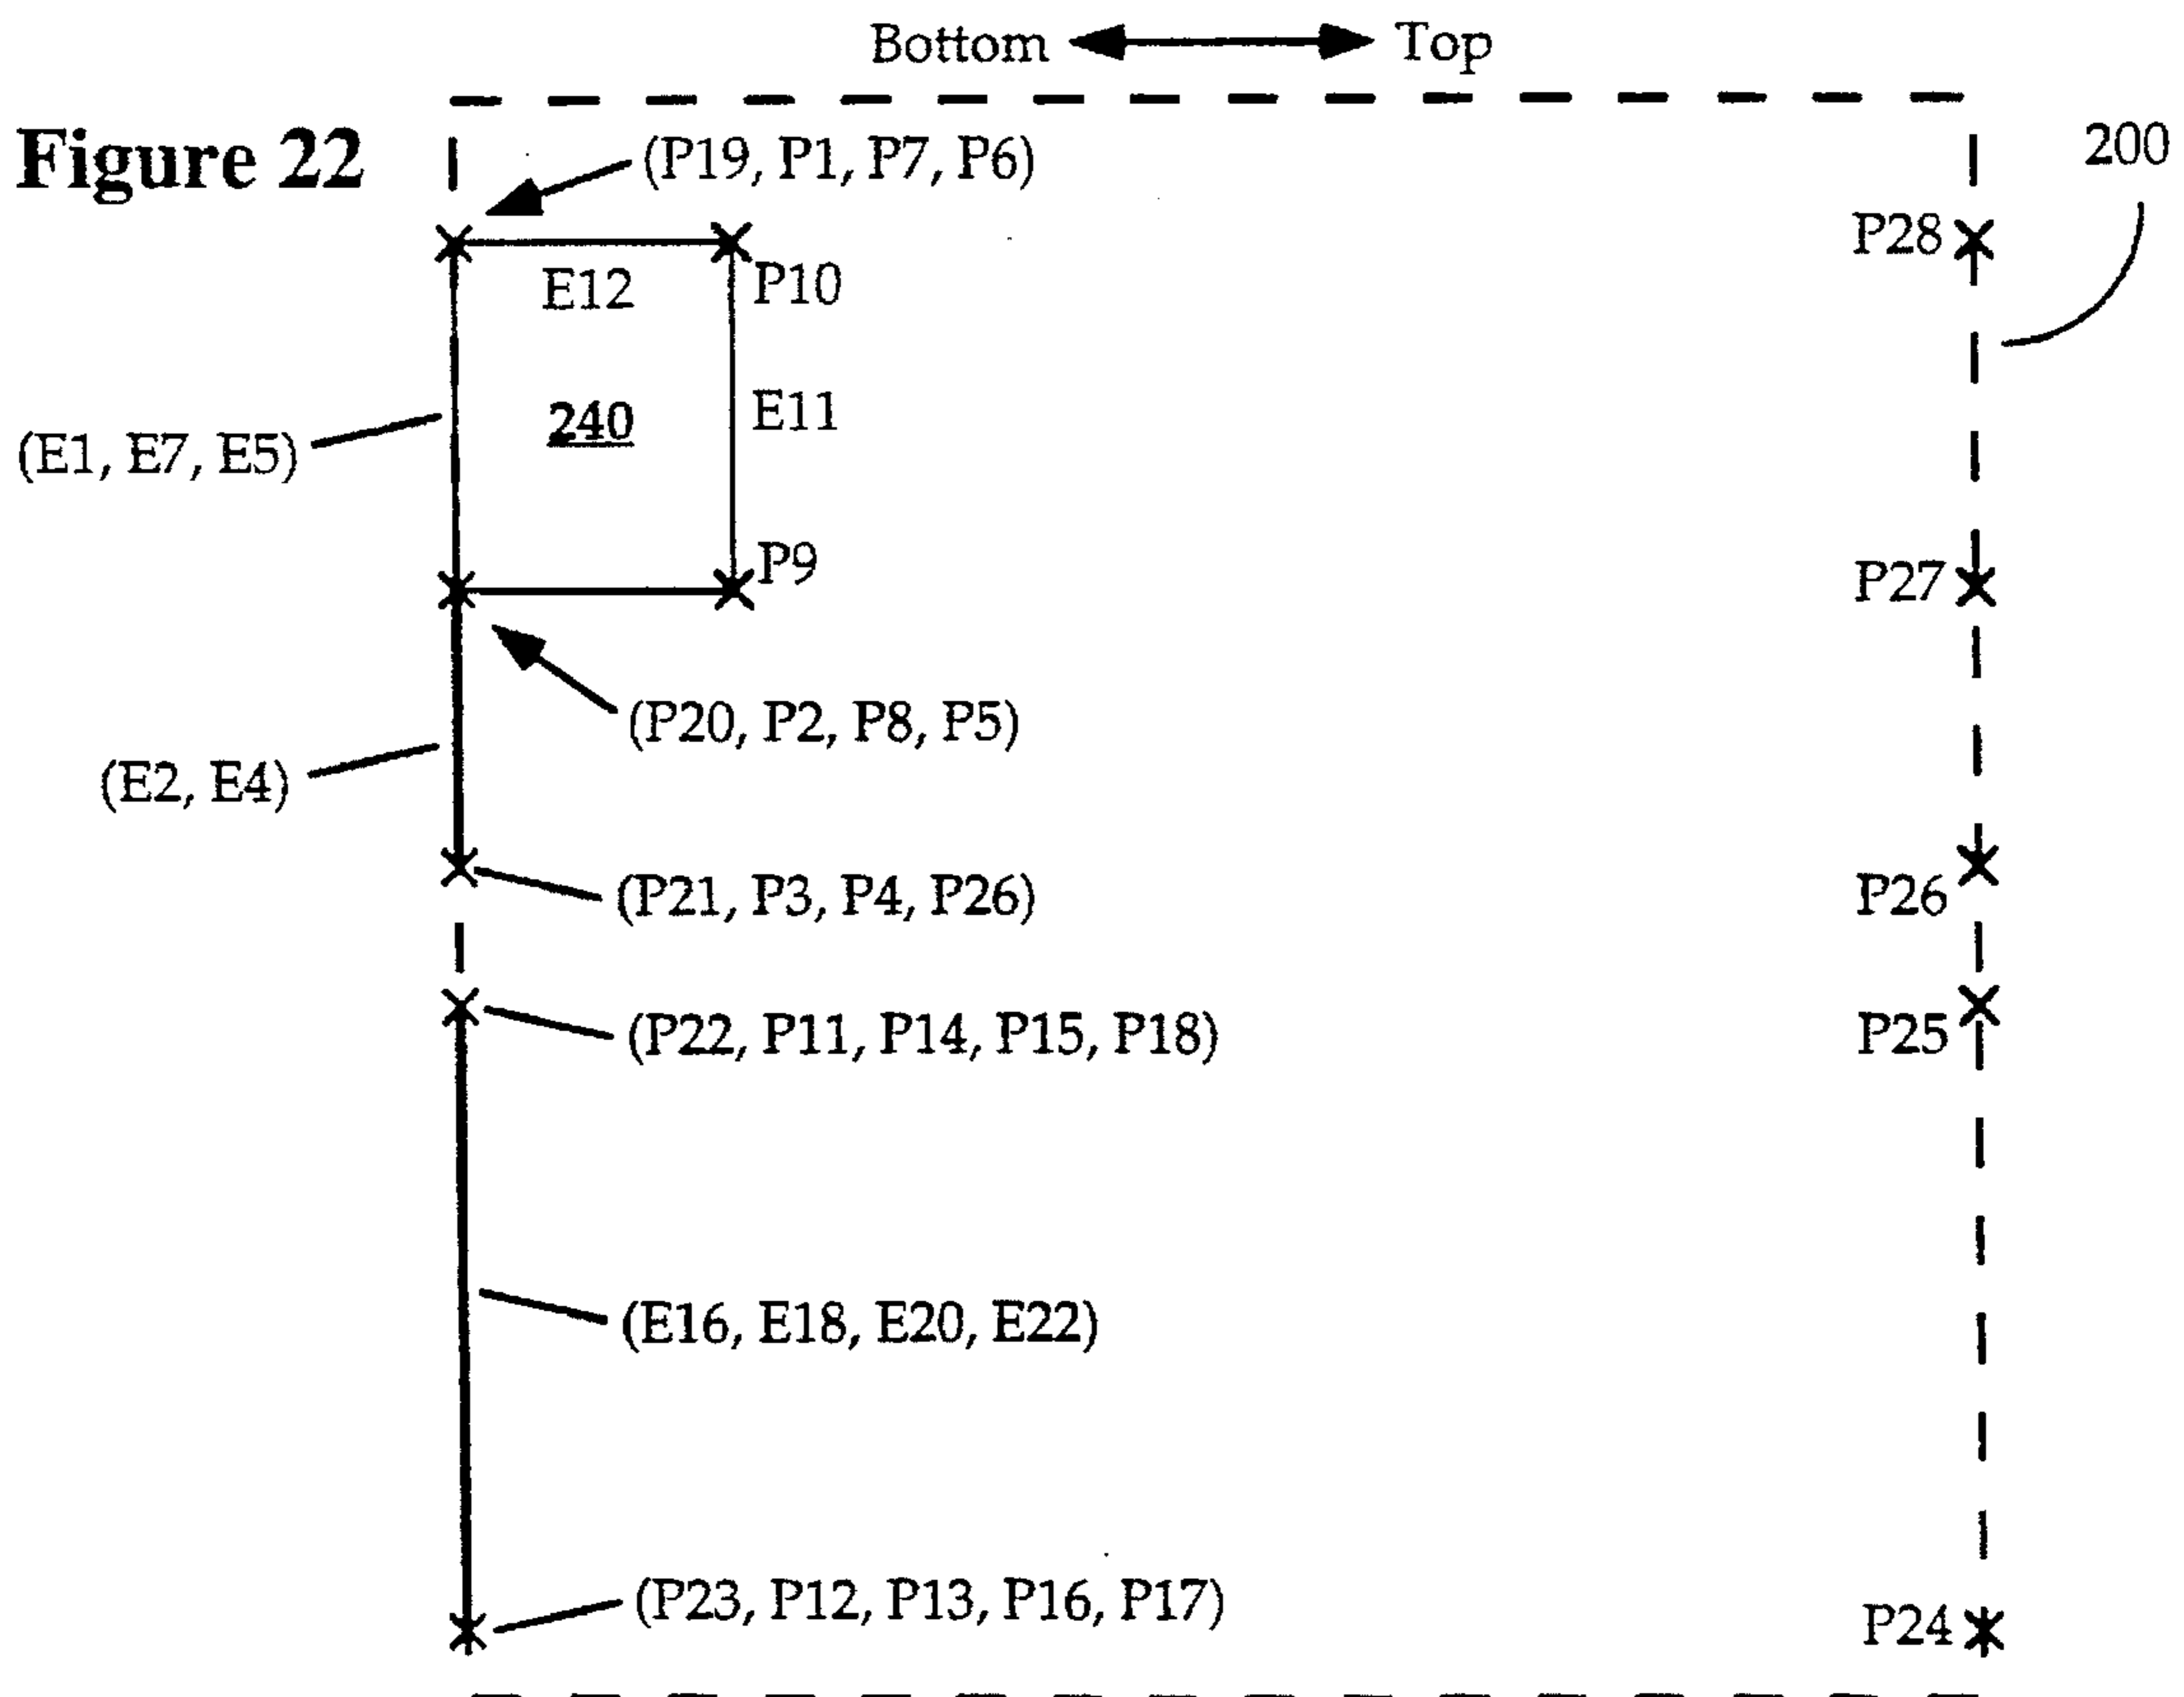 Bottom Top
Figure 22
(P19, P1, P7, P6)
200
P28
E12
P10
240
E11
(E1, E7, E5)
P9
P27
(P20, P2, P8, P5)
(E2, E4)
(P21, P3, P4, P26)
P26
(P22, P11, P14, P15, P18)
P25
(E16, E18, E20, E22)
(P23, P12, P13, P16, P17)
P24